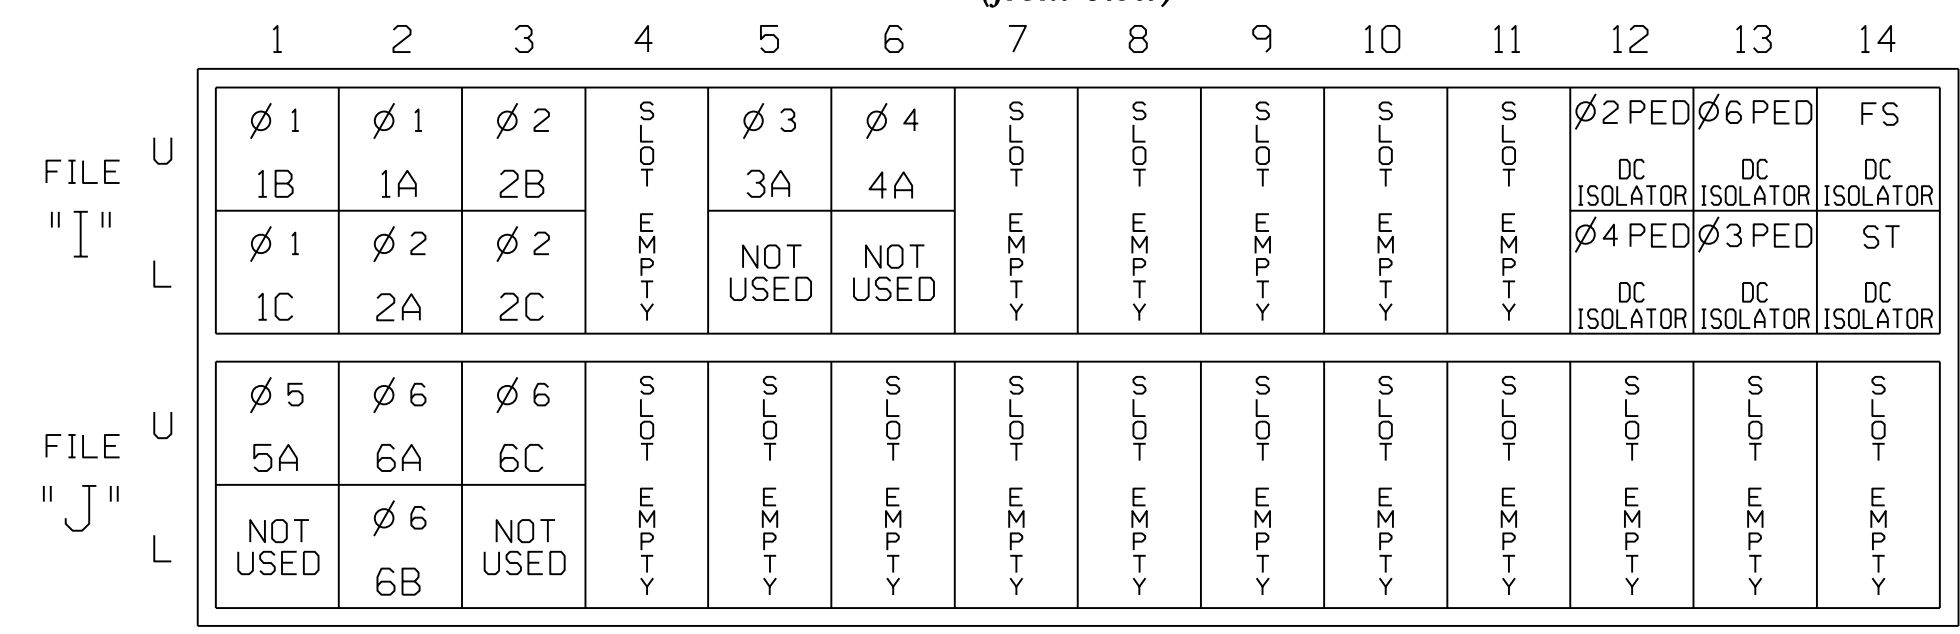 1 2 3 4 5 6 7 8 9 10 11 12 13 14
FILE "I"
U
Ø 1 1B
Ø 1 1A
Ø 2 2B
SLOT EMPTY
Ø 3 3A
Ø 4 4A
SLOT EMPTY
SLOT EMPTY
SLOT EMPTY
SLOT EMPTY
SLOT EMPTY
Ø2 PED DC ISOLATOR
Ø6 PED DC ISOLATOR
FS DC ISOLATOR
L
Ø 1 1C
Ø 2 2A
Ø 2 2C
NOT USED
NOT USED
Ø4 PED DC ISOLATOR
Ø3 PED DC ISOLATOR
ST DC ISOLATOR
FILE "J"
U
Ø 5 5A
Ø 6 6A
Ø 6 6C
SLOT EMPTY
SLOT EMPTY
SLOT EMPTY
SLOT EMPTY
SLOT EMPTY
SLOT EMPTY
SLOT EMPTY
SLOT EMPTY
SLOT EMPTY
SLOT EMPTY
SLOT EMPTY
L
NOT USED
Ø 6 6B
NOT USED